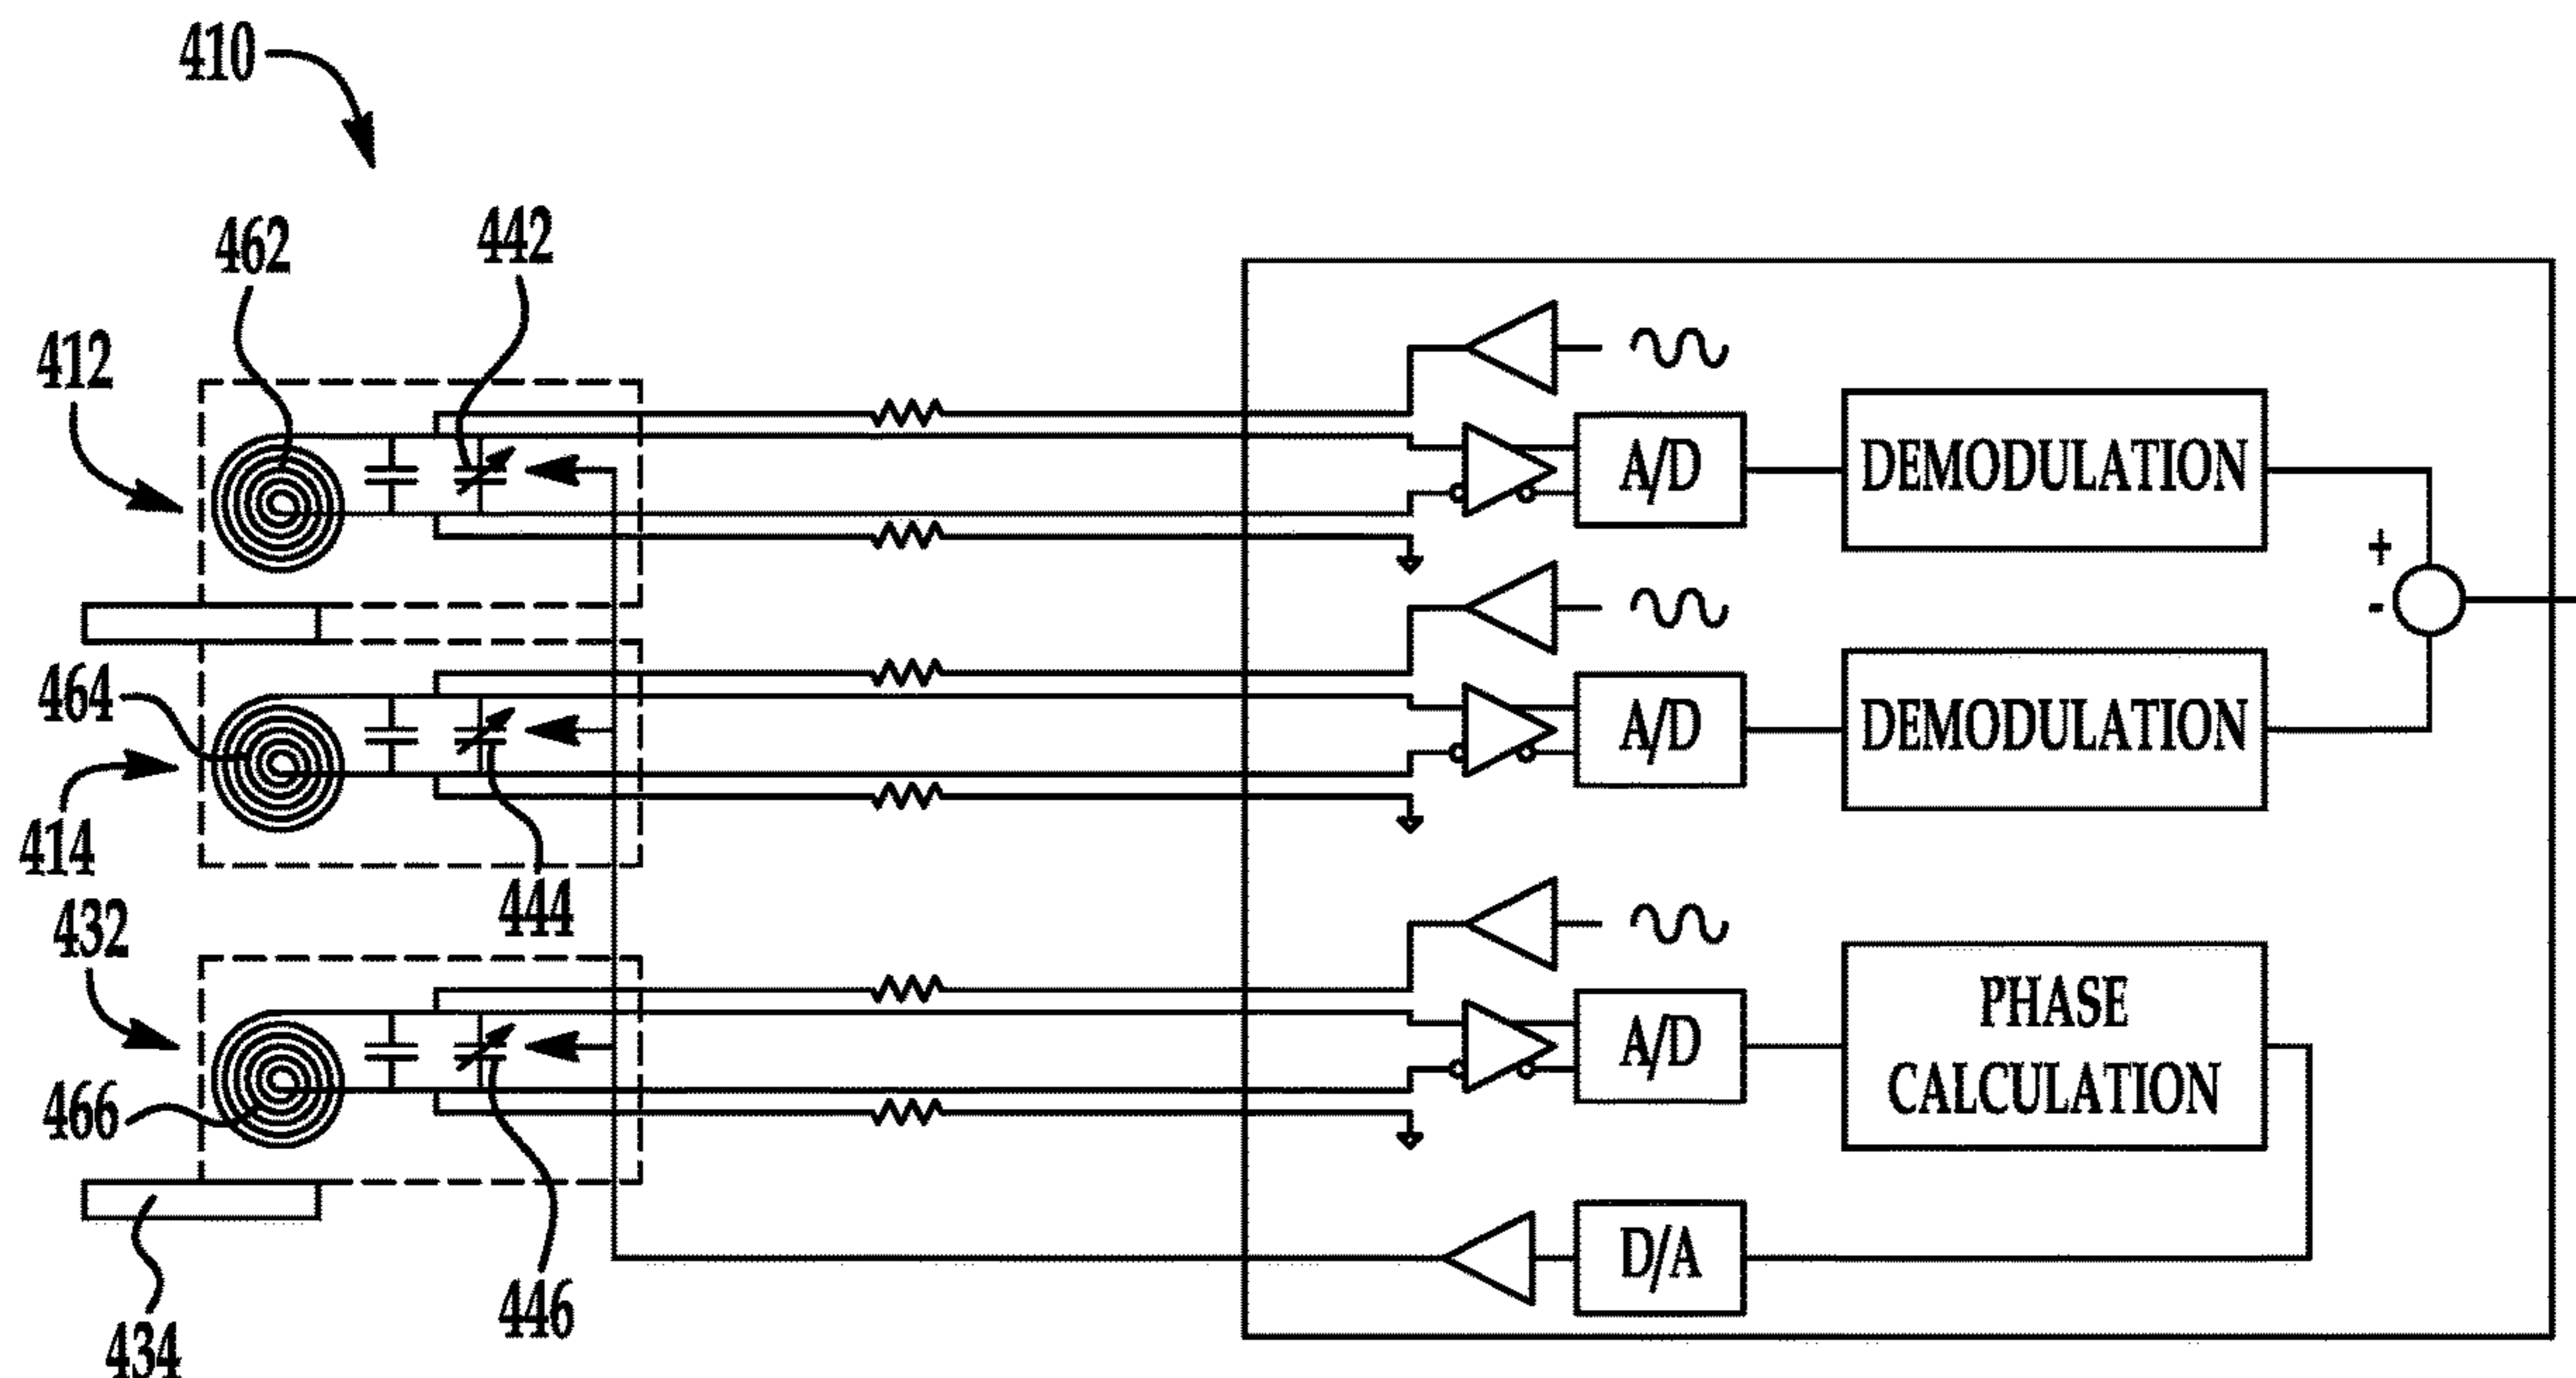 410
462
442
412
A/D
DEMODULATION
+
-
464
A/D
DEMODULATION
414
444
432
A/D
PHASE
CALCULATION
466
D/A
446
434